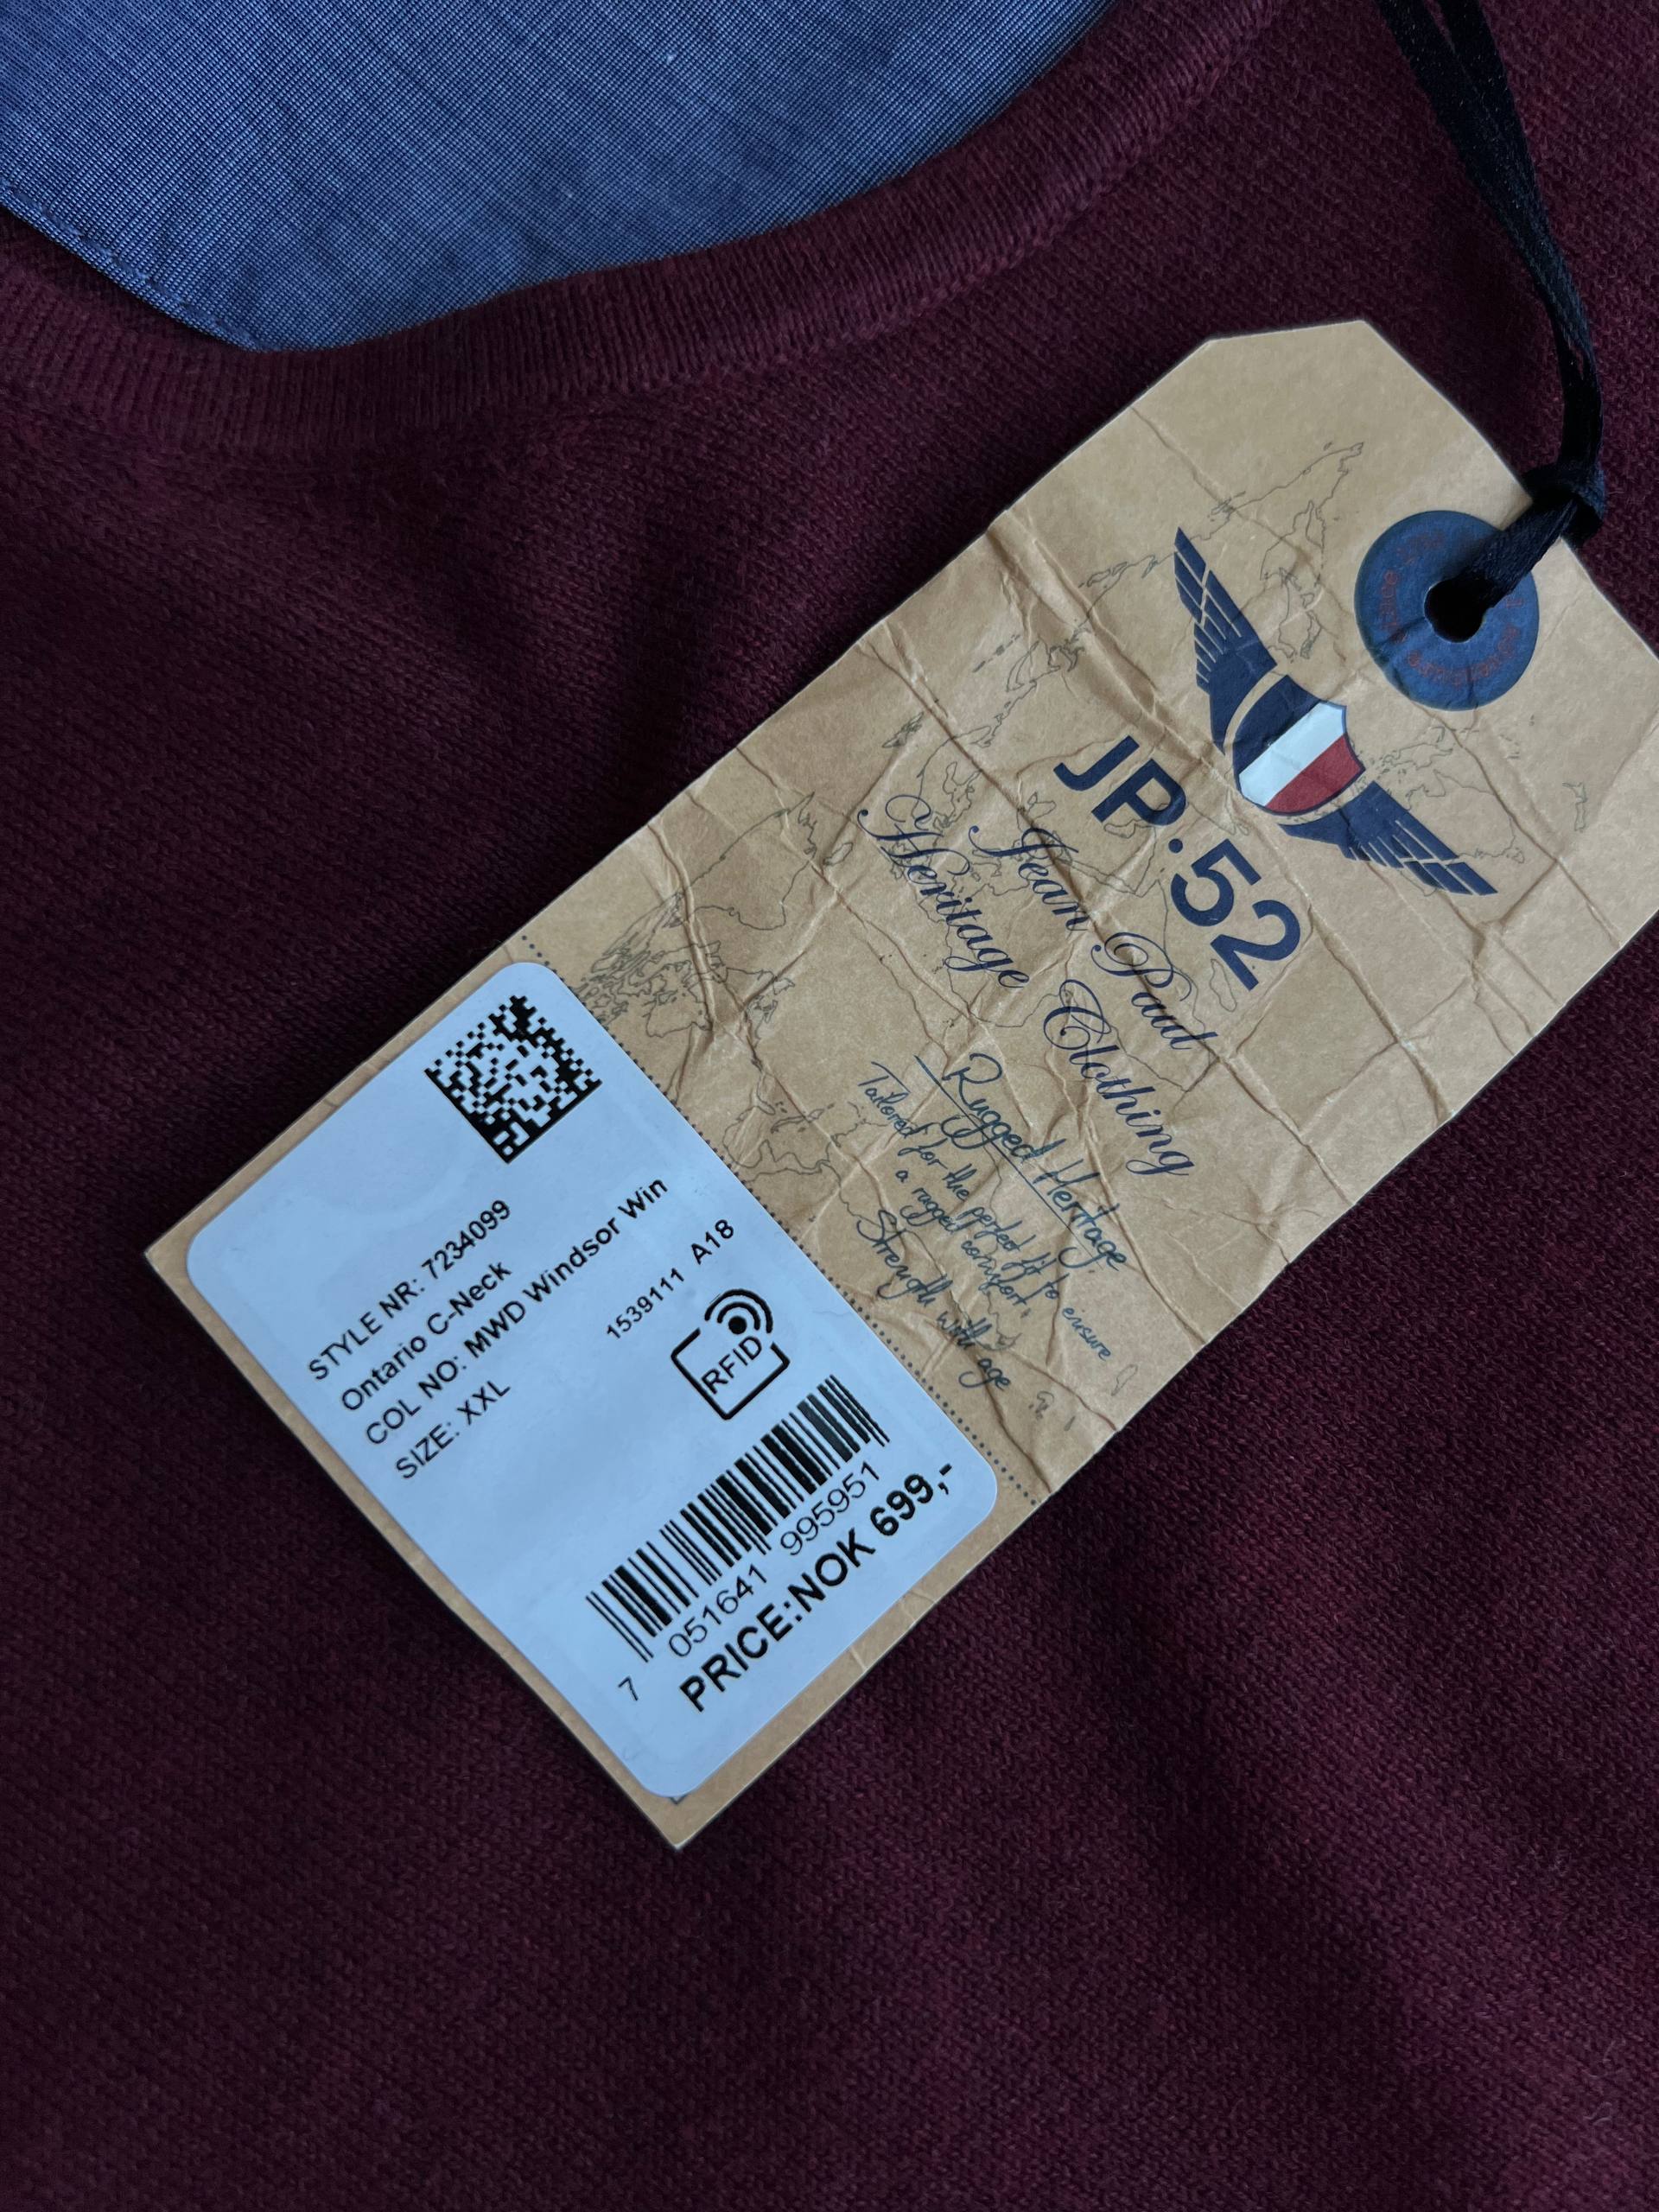 JP.52
Jean Paul
Heritage Clothing
Rugged Heritage
Tailored for the perfect fit to ensure
a rugged comfort.
Strength with age
STYLE NR: 7234099
Ontario C-Neck
COL NO: MWD Windsor Win
SIZE: XXL
1539111 A18
RFID
7 051641 995951
PRICE:NOK 699,-